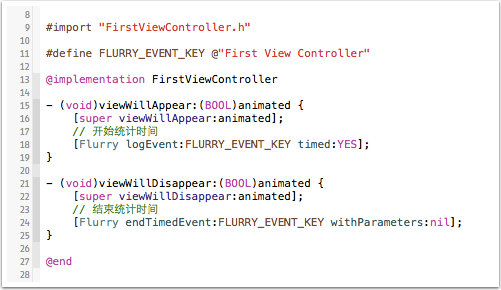 8
9 #import "FirstViewController.h"
10
11 #define FLURRY_EVENT_KEY @"First View Controller"
12
13 @implementation FirstViewController
14
15 - (void)viewWillAppear:(BOOL)animated {
16     [super viewWillAppear:animated];
17     // 开始统计时间
18     [Flurry logEvent:FLURRY_EVENT_KEY timed:YES];
19 }
20
21 - (void)viewWillDisappear:(BOOL)animated {
22     [super viewWillDisappear:animated];
23     // 结束统计时间
24     [Flurry endTimedEvent:FLURRY_EVENT_KEY withParameters:nil];
25 }
26
27 @end
28